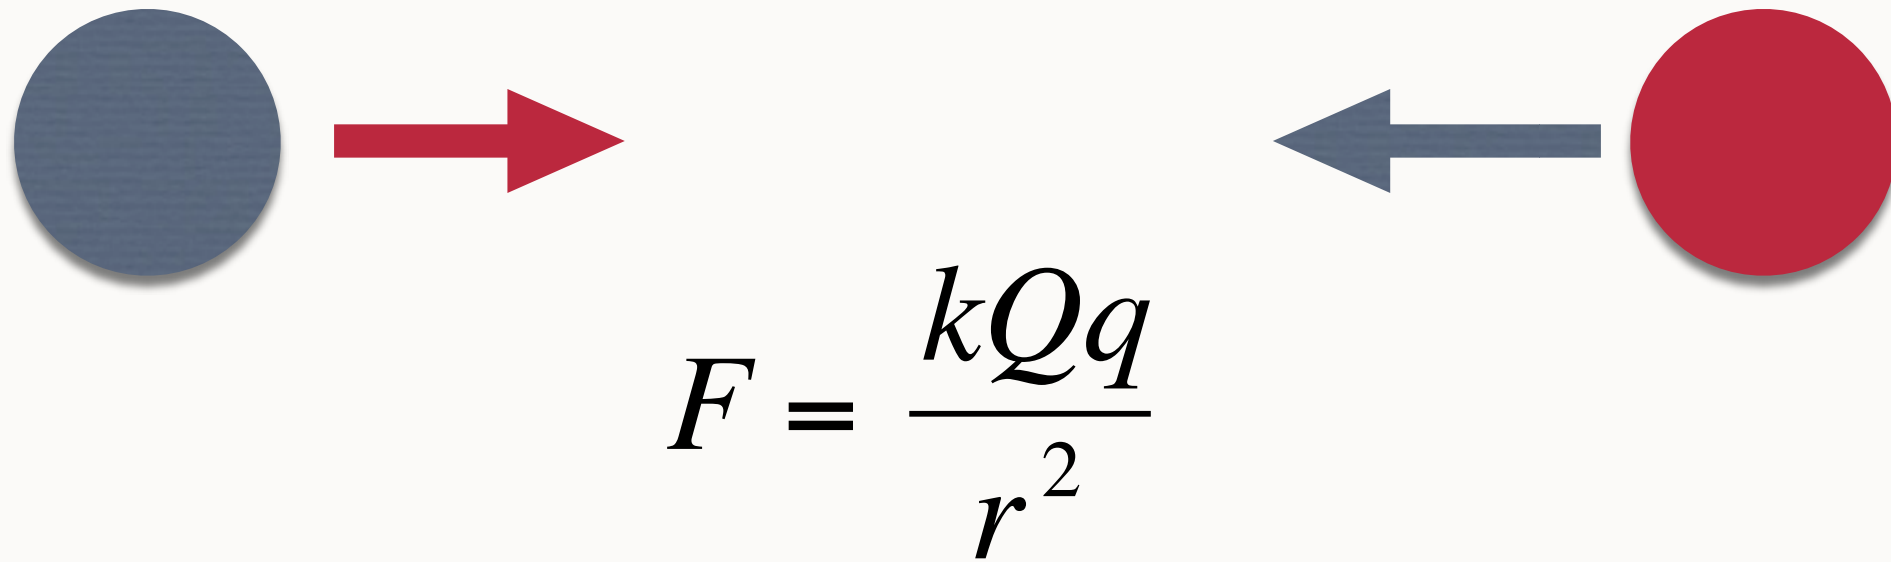 F = kQq / r²